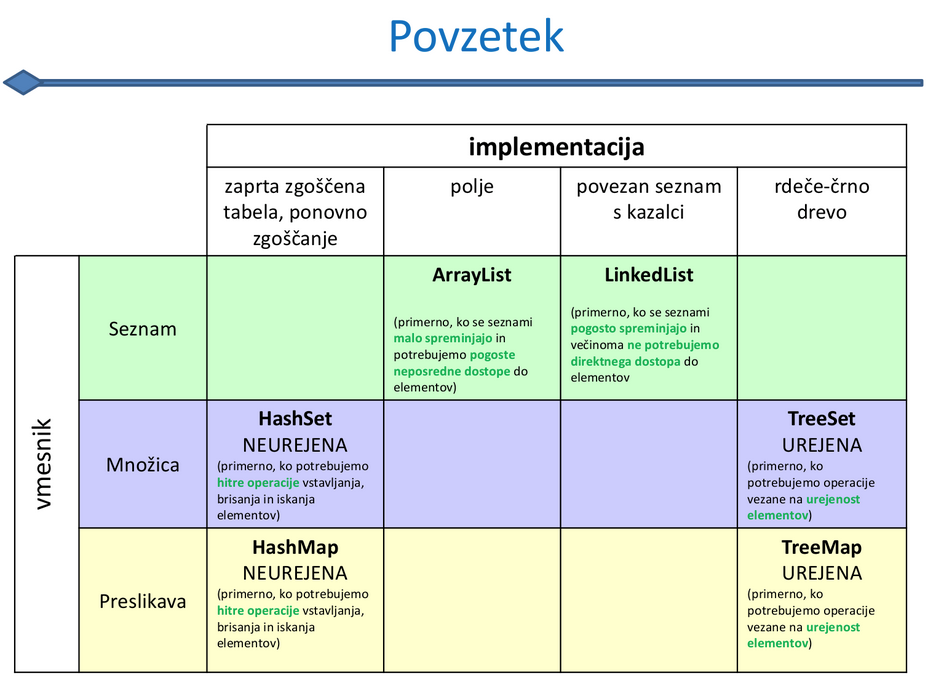 Povzetek
implementacija
zaprta zgoščena
tabela, ponovno
zgoščanje
polje
povezan seznam
s kazalci
rdeče-črno
drevo
vmesnik
Seznam
ArrayList
(primerno, ko se seznami
malo spreminjajo in
potrebujemo pogoste
neposredne dostope do
elementov)
LinkedList
(primerno, ko se seznami
pogosto spreminjajo in
večinoma ne potrebujemo
direktnega dostopa do
elementov
Množica
HashSet
NEUREJENA
(primerno, ko potrebujemo
hitre operacije vstavljanja,
brisanja in iskanja
elementov)
TreeSet
UREJENA
(primerno, ko
potrebujemo operacije
vezane na urejenost
elementov)
Preslikava
HashMap
NEUREJENA
(primerno, ko potrebujemo
hitre operacije vstavljanja,
brisanja in iskanja
elementov)
TreeMap
UREJENA
(primerno, ko
potrebujemo operacije
vezane na urejenost
elementov)